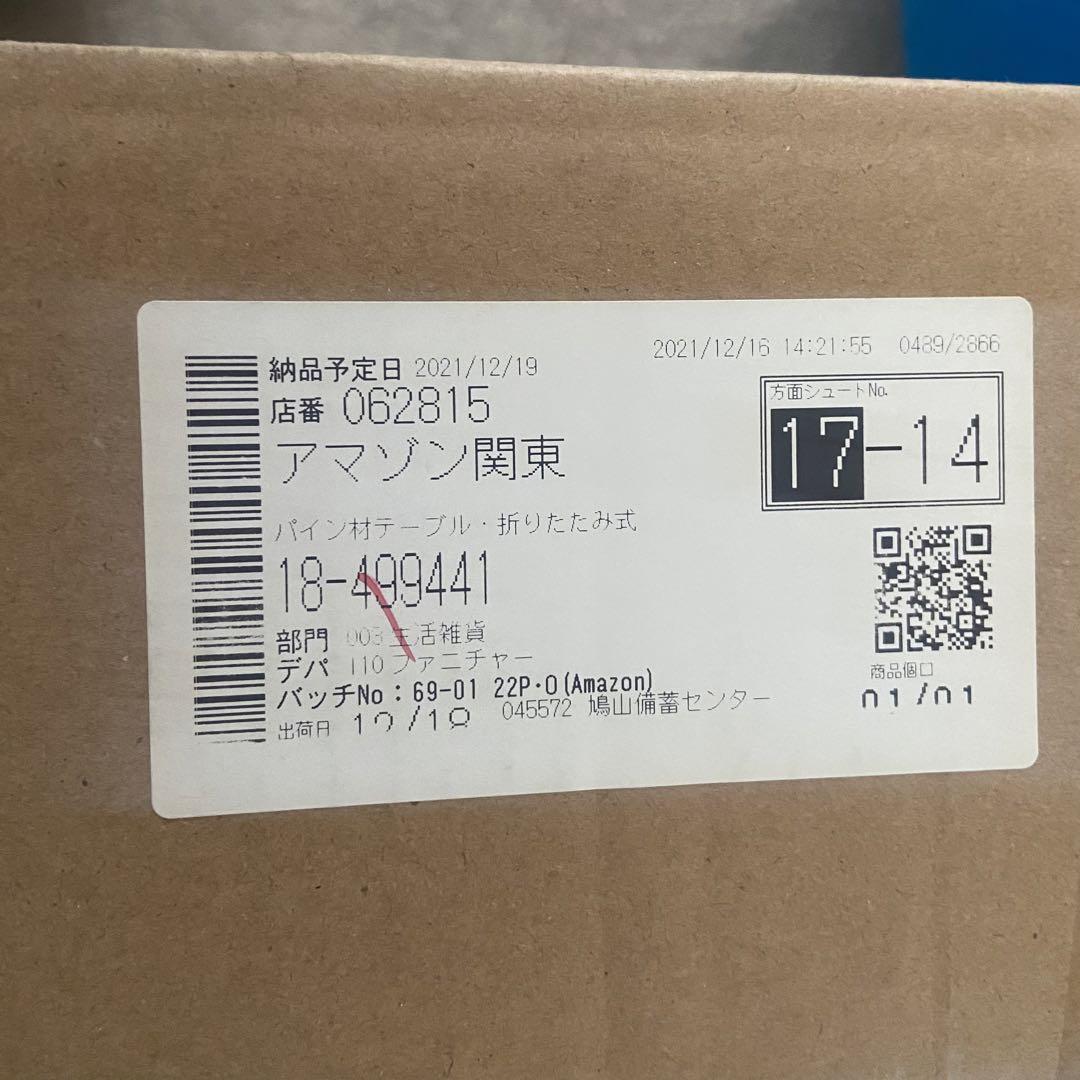 2021/12/16 14:21:55 0489/2866
納品予定日 2021/12/19
店番 062815
アマゾン関東
方面シュートNo.
17-14
パイン材テーブル・折りたたみ式
18-499441
部門 003 生活雑貨
デパ 110 ファニチャー
バッチNo:69-01 22P・O(Amazon)
出荷日 12/18 045572 鳩山備蓄センター
商品個口
01/01